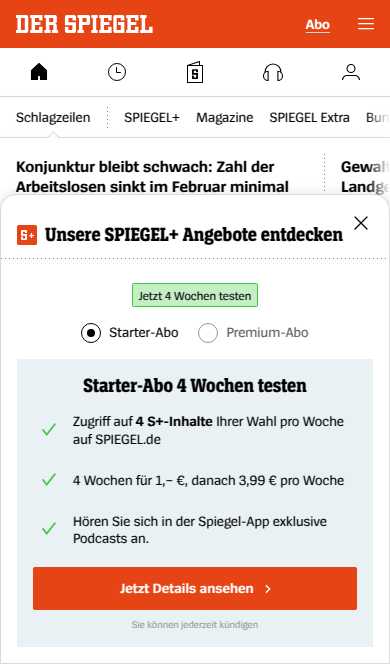 DER SPIEGEL
Abo
Schlagzeilen
SPIEGEL+
Magazine
SPIEGEL Extra
Bun
Konjunktur bleibt schwach: Zahl der
Arbeitslosen sinkt im Februar minimal
Gewal
Landge
S+ Unsere SPIEGEL+ Angebote entdecken
Jetzt 4 Wochen testen
Starter-Abo
Premium-Abo
Starter-Abo 4 Wochen testen
Zugriff auf 4 S+-Inhalte Ihrer Wahl pro Woche
auf SPIEGEL.de
4 Wochen für 1,– €, danach 3,99 € pro Woche
Hören Sie sich in der Spiegel-App exklusive
Podcasts an.
Jetzt Details ansehen
Sie können jederzeit kündigen